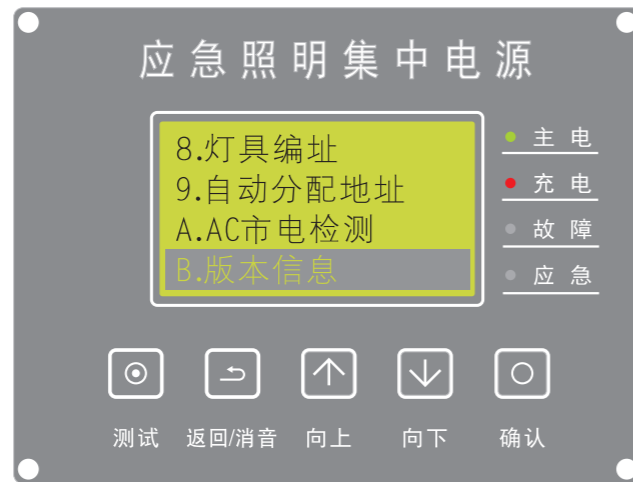 应急照明集中电源
8.灯具编址
9.自动分配地址
A.AC市电检测
B.版本信息
主电
充电
故障
应急
测试
返回/消音
向上
向下
确认